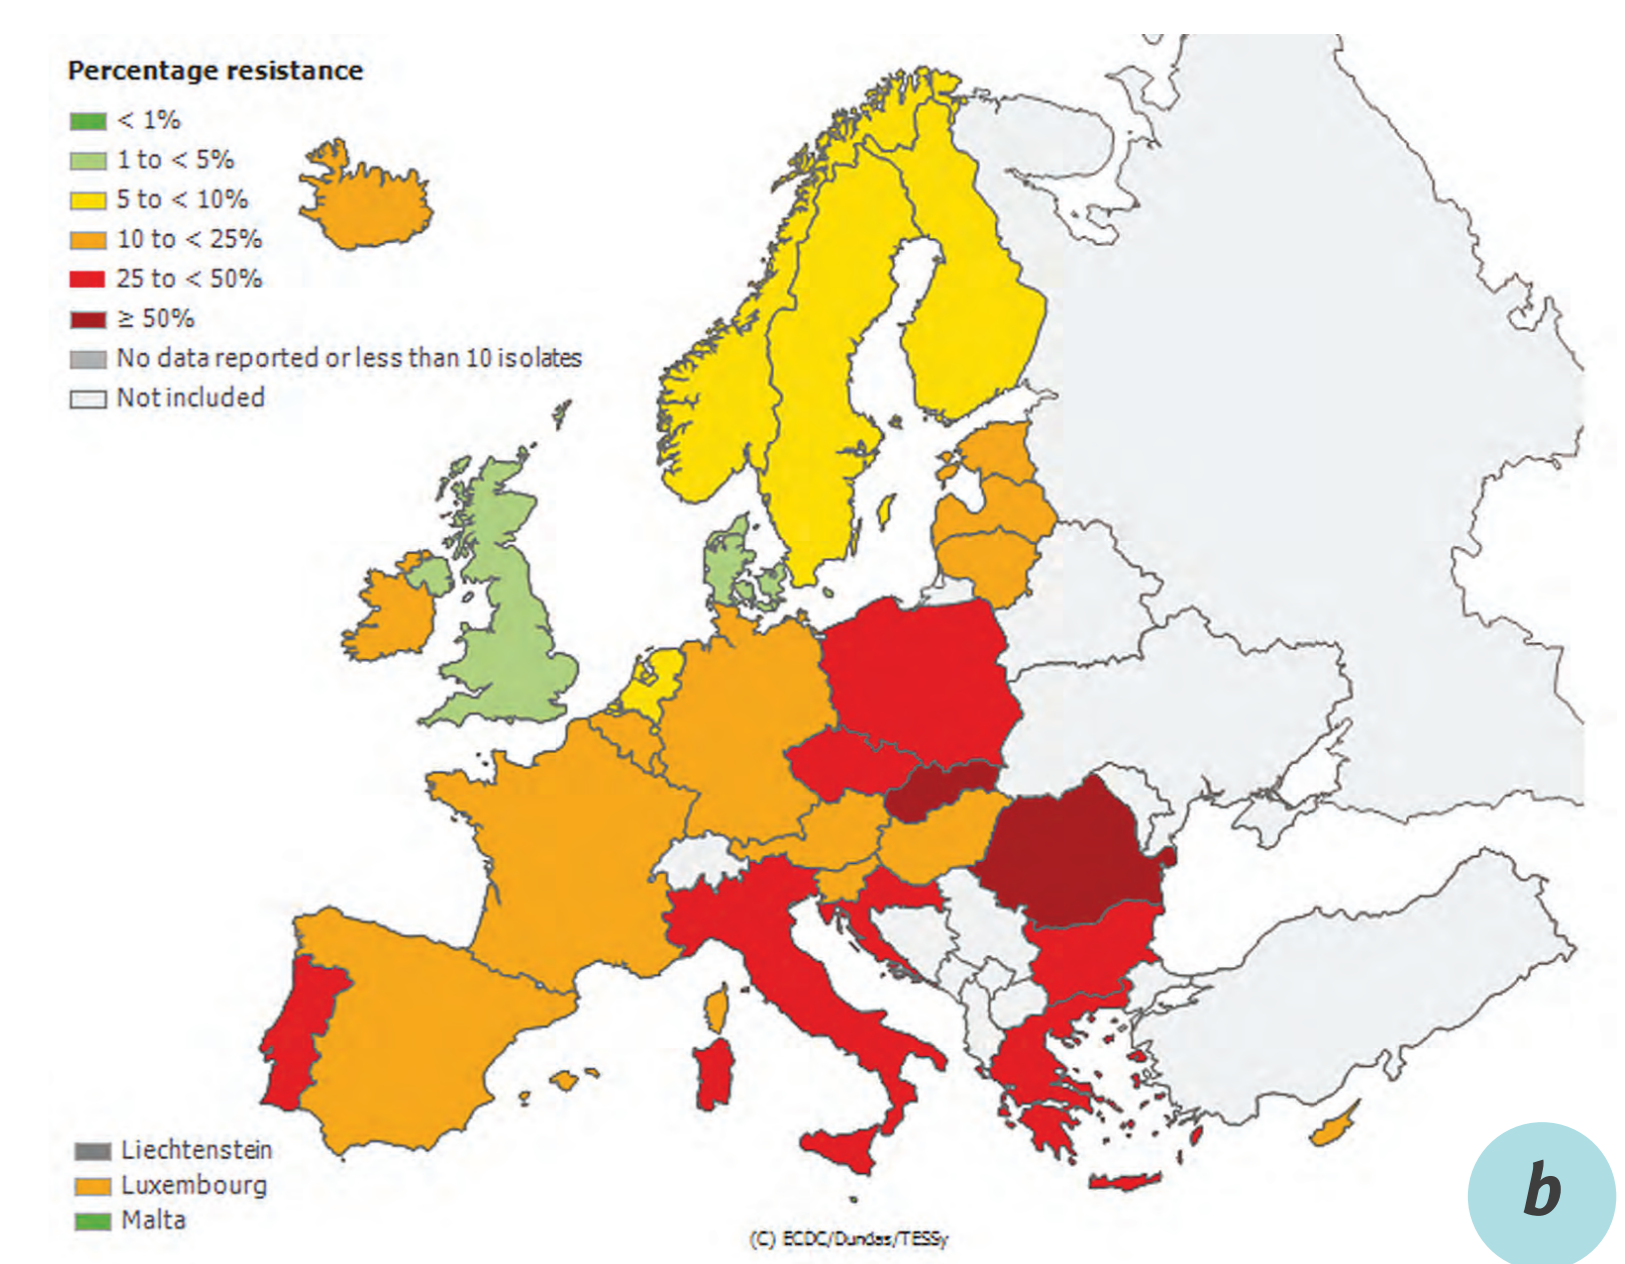 Percentage resistance
< 1%
1 to < 5%
5 to < 10%
10 to < 25%
25 to < 50%
≥ 50%
No data reported or less than 10 isolates
Not included
Liechtenstein
Luxembourg
Malta
(C) ECDC/Dundas/TESSy
b